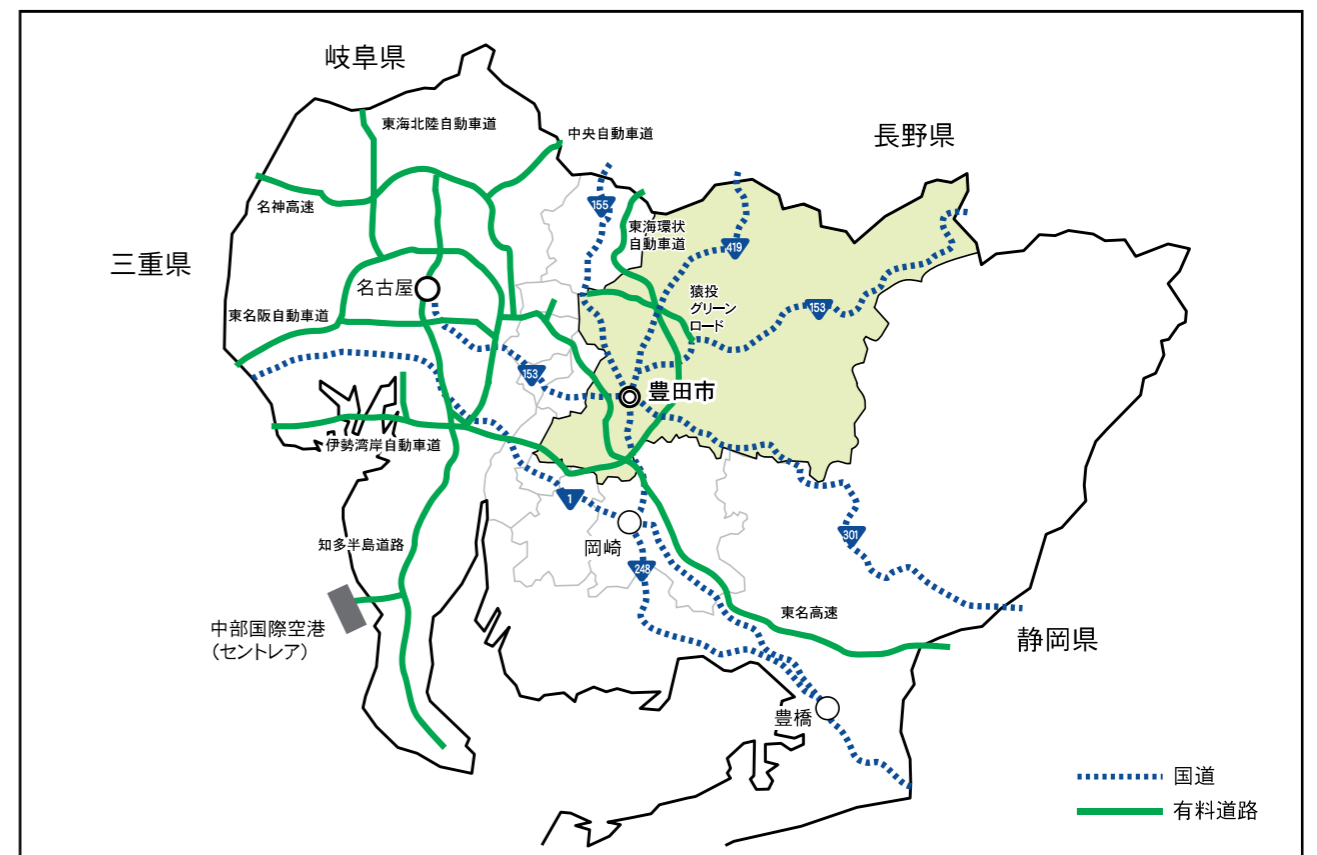 岐阜県
東海北陸自動車道
中央自動車道
長野県
名神高速
155
東海環状
自動車道
419
三重県
名古屋
猿投
グリーン
ロード
153
東名阪自動車道
153
豊田市
伊勢湾岸自動車道
1
301
知多半島道路
岡崎
248
中部国際空港
（セントレア）
東名高速
静岡県
豊橋
国道
有料道路